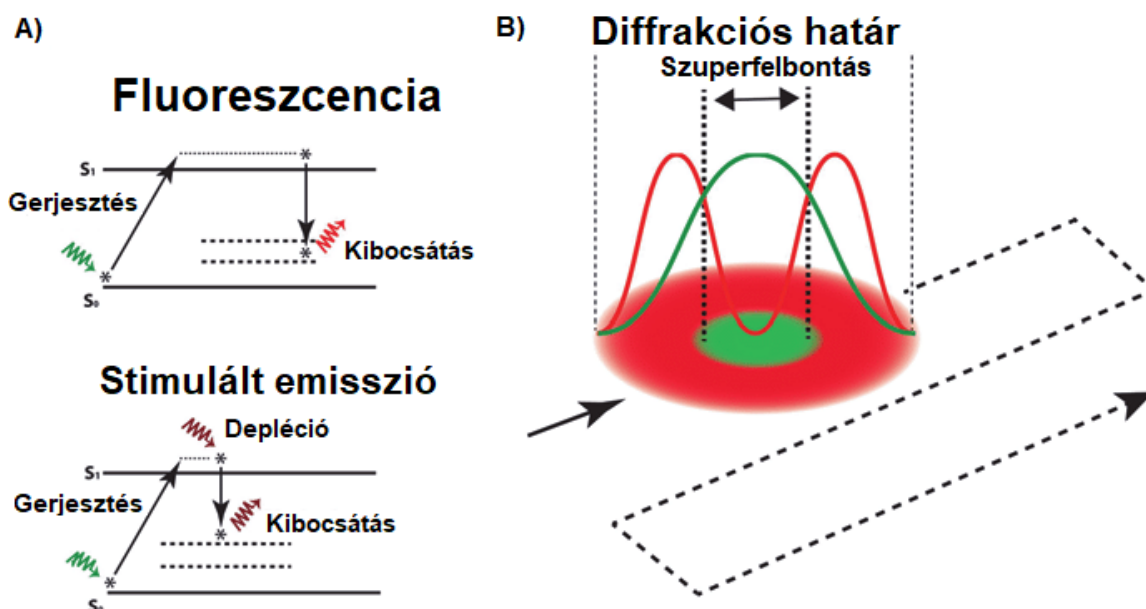 A)
Fluoreszcencia
S₁
Gerjesztés
Kibocsátás
S₀
Stimulált emisszió
Depléció
S₁
Gerjesztés
Kibocsátás
S₀
B)
Diffrakciós határ
Szuperfelbontás